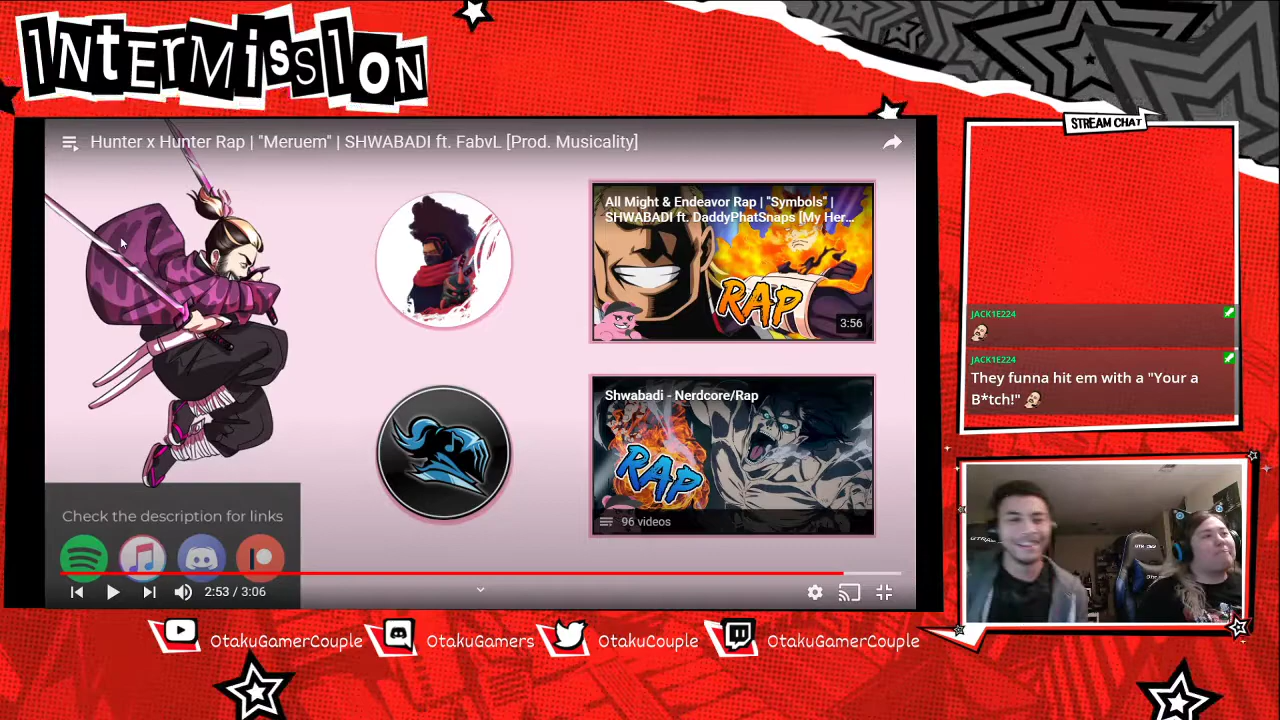 INtErMissIoN
Hunter x Hunter Rap | "Meruem" | SHWABADI ft. FabvL [Prod. Musicality]
All Might & Endeavor Rap | "Symbols" |
SHWABADI ft. DaddyPhatSnaps [My Her...
RAP
3:56
Shwabadi - Nerdcore/Rap
RAP
96 videos
Check the description for links
2:53 / 3:06
STREAM CHAT
JACK1E224
JACK1E224
They funna hit em with a "Your a
B*tch!"
GTRACING
GTRACING
OtakuGamerCouple
OtakuGamers
OtakuCouple
OtakuGamerCouple